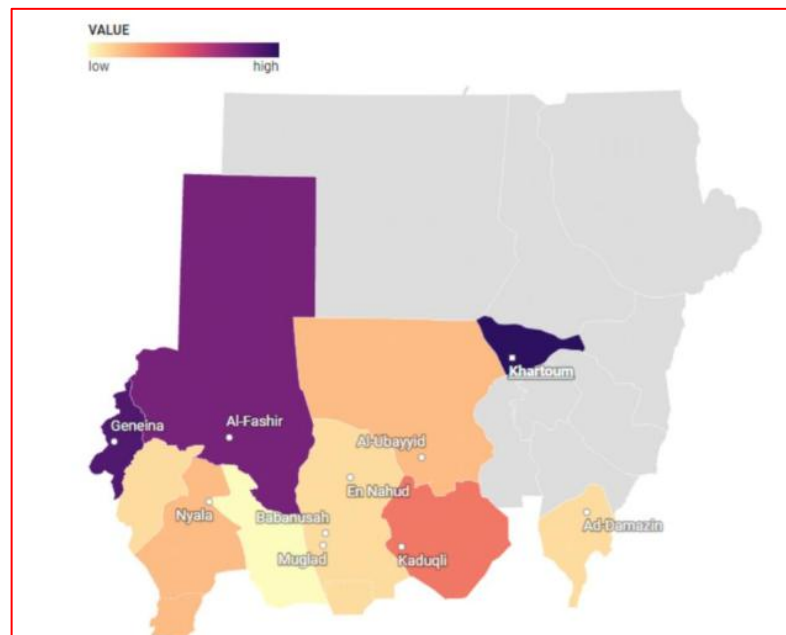 VALUE
low high
Khartoum
Geneina
Al-Fashir
Al-Ubayyid
En Nahud
Nyala
Babanusah
Ad-Damazin
Muglad
Kaduqli